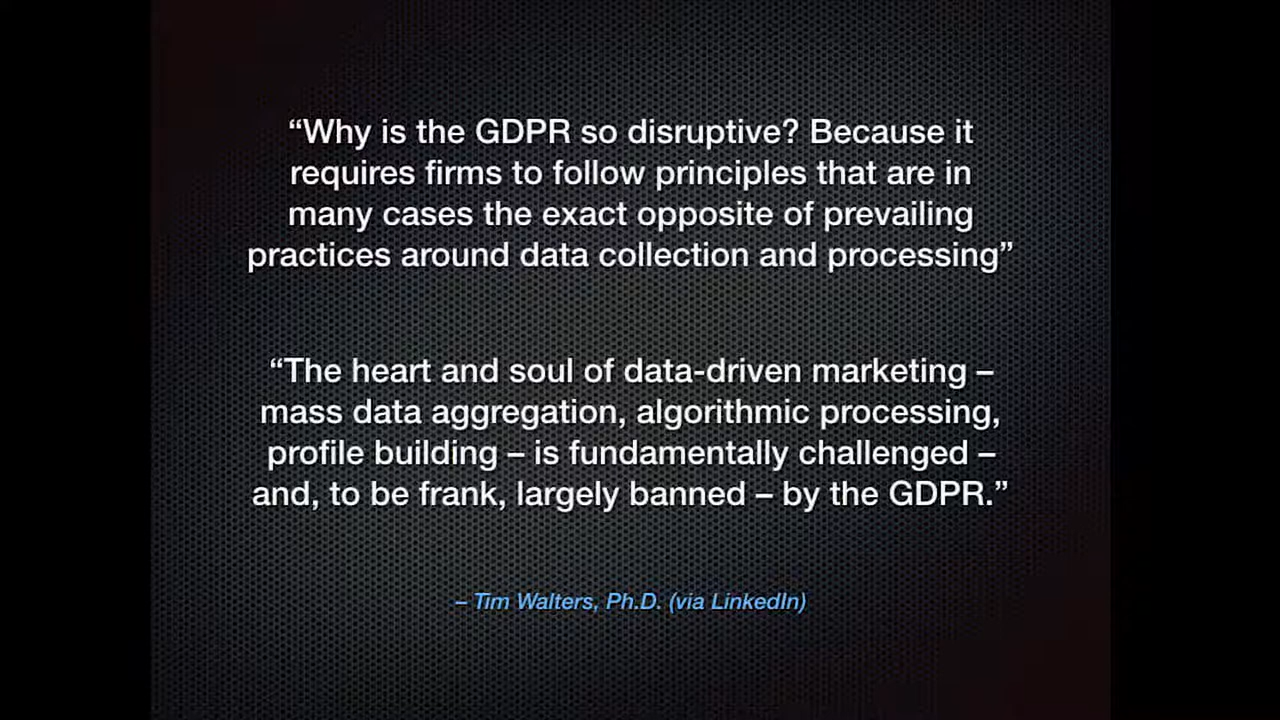 “Why is the GDPR so disruptive? Because it
requires firms to follow principles that are in
many cases the exact opposite of prevailing
practices around data collection and processing”
“The heart and soul of data-driven marketing –
mass data aggregation, algorithmic processing,
profile building – is fundamentally challenged –
and, to be frank, largely banned – by the GDPR.”
– Tim Walters, Ph.D. (via LinkedIn)